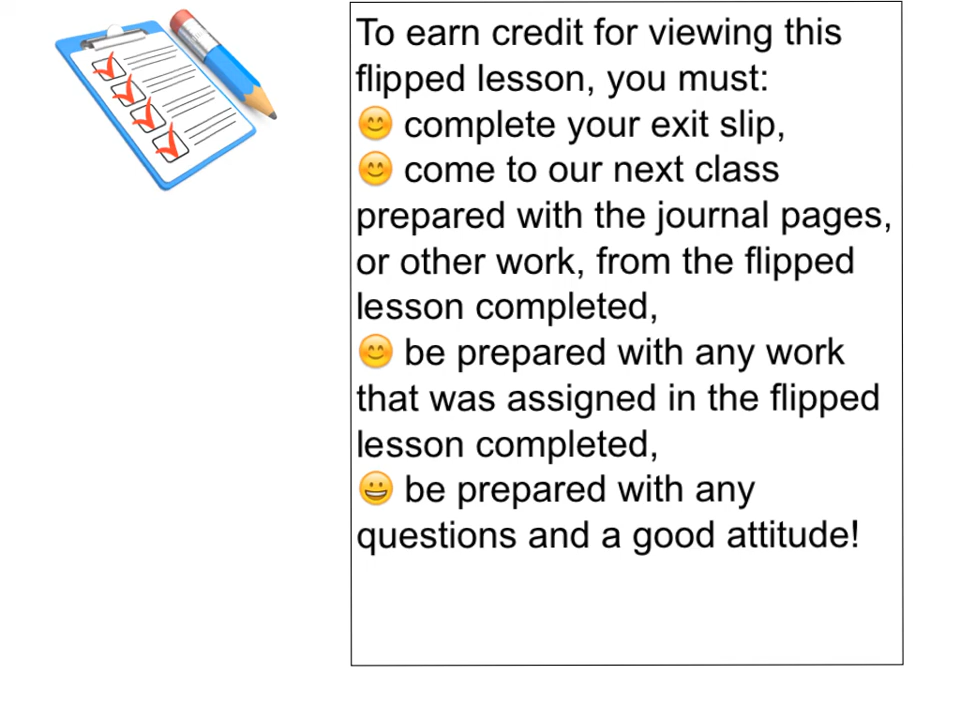 To earn credit for viewing this
flipped lesson, you must:
😊 complete your exit slip,
😊 come to our next class
prepared with the journal pages,
or other work, from the flipped
lesson completed,
😊 be prepared with any work
that was assigned in the flipped
lesson completed,
😀 be prepared with any
questions and a good attitude!